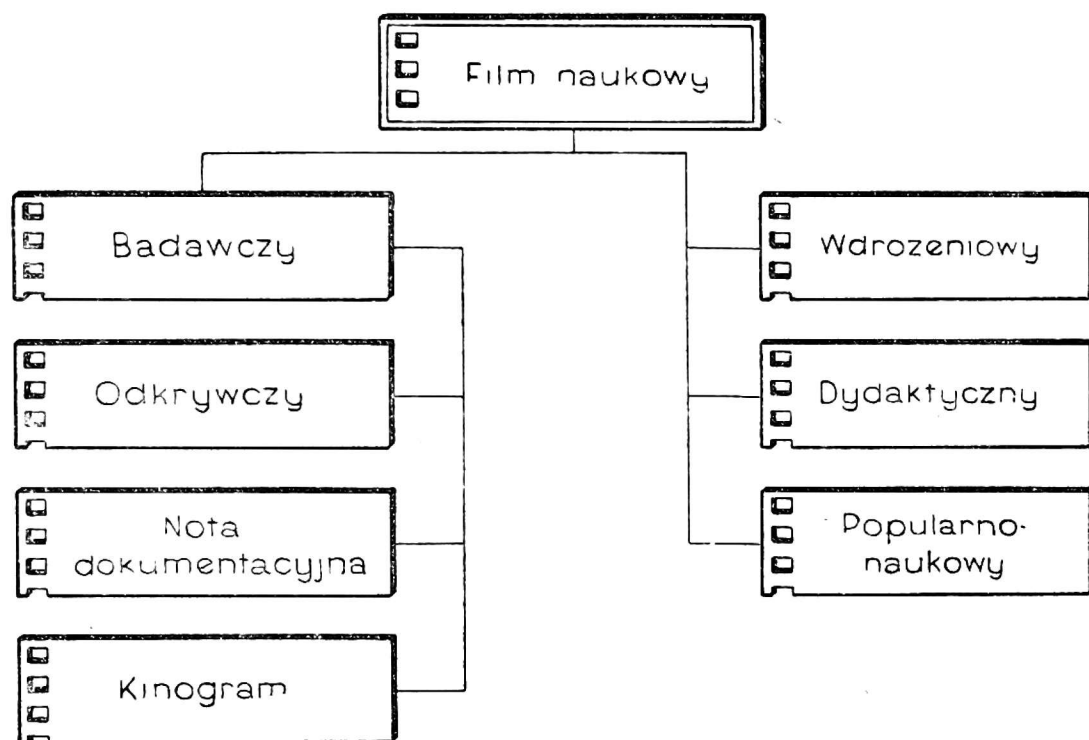 Film naukowy
Badawczy
Odkrywczy
Nota
dokumentacyjna
Kinogram
Wdrozeniowy
Dydaktyczny
Popularno-
naukowy